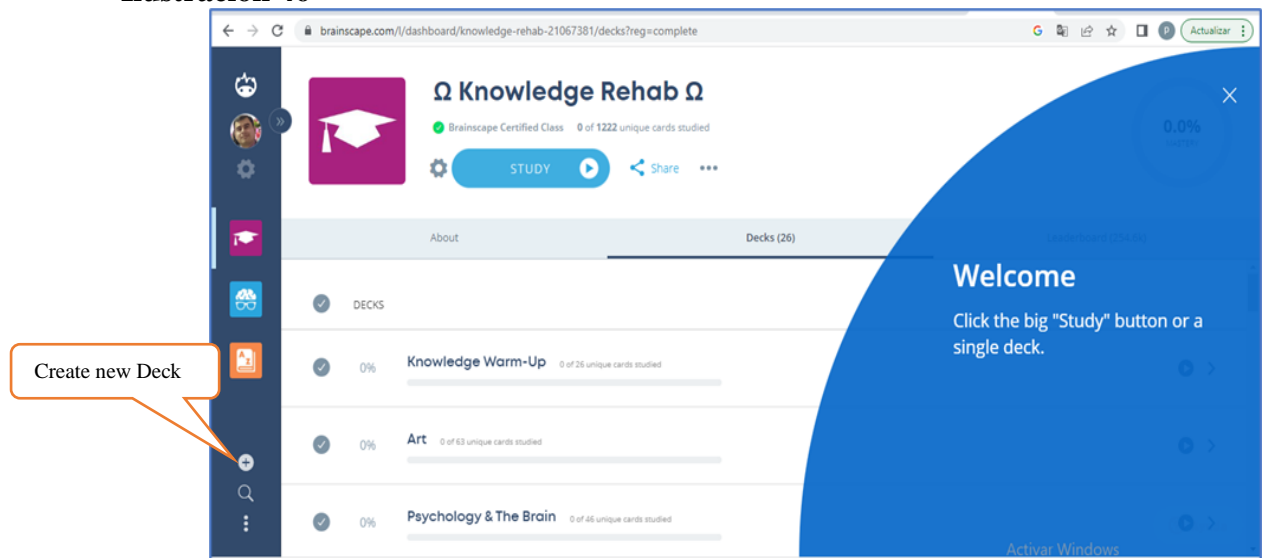 brainscape.com/l/dashboard/knowledge-rehab-21067381/decks?reg=complete
Actualizar
Ω Knowledge Rehab Ω
Brainscape Certified Class 0 of 1222 unique cards studied
0.0%
STUDY Share
About Decks (26)
Welcome
Click the big "Study" button or a
single deck.
DECKS
0% Knowledge Warm-Up 0 of 26 unique cards studied
Create new Deck
0% Art 0 of 63 unique cards studied
0% Psychology & The Brain 0 of 46 unique cards studied
Activar Windows